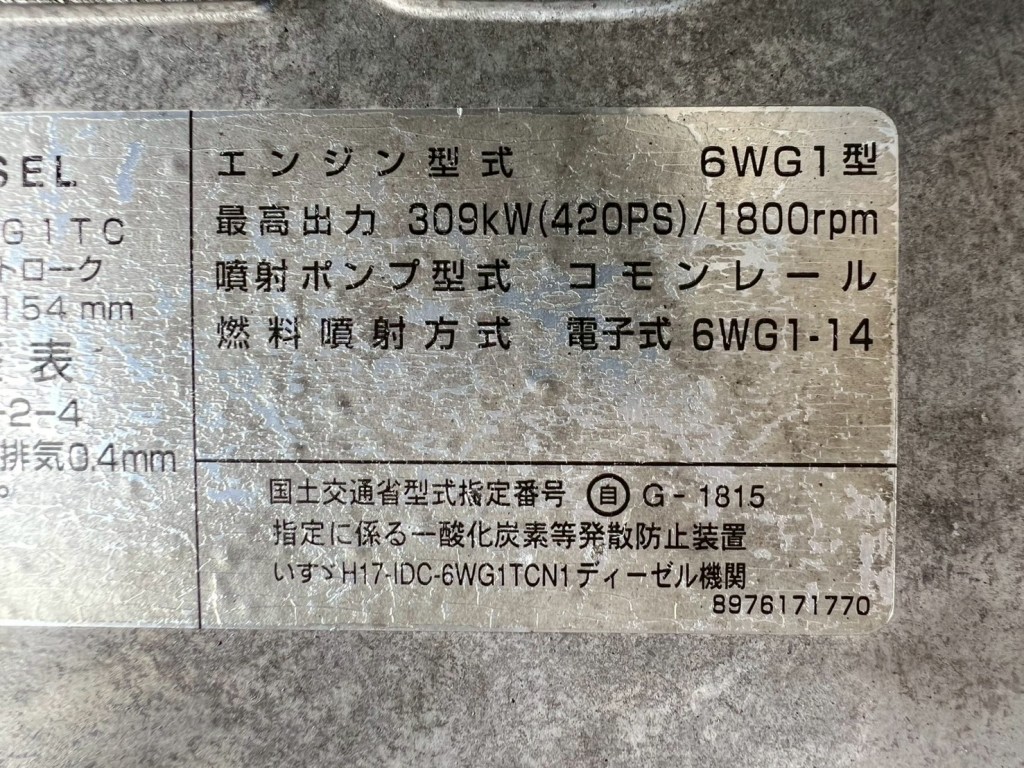 SEL
G1TC
トローク
154mm
表
-2-4
排気0.4mm
エンジン型式 6WG1型
最高出力 309kW(420PS)/1800rpm
噴射ポンプ型式 コモンレール
燃料噴射方式 電子式 6WG1-14
国土交通省型式指定番号 ㊀自 G-1815
指定に係る一酸化炭素等発散防止装置
いすゞH17-IDC-6WG1TCN1ディーゼル機関
8976171770